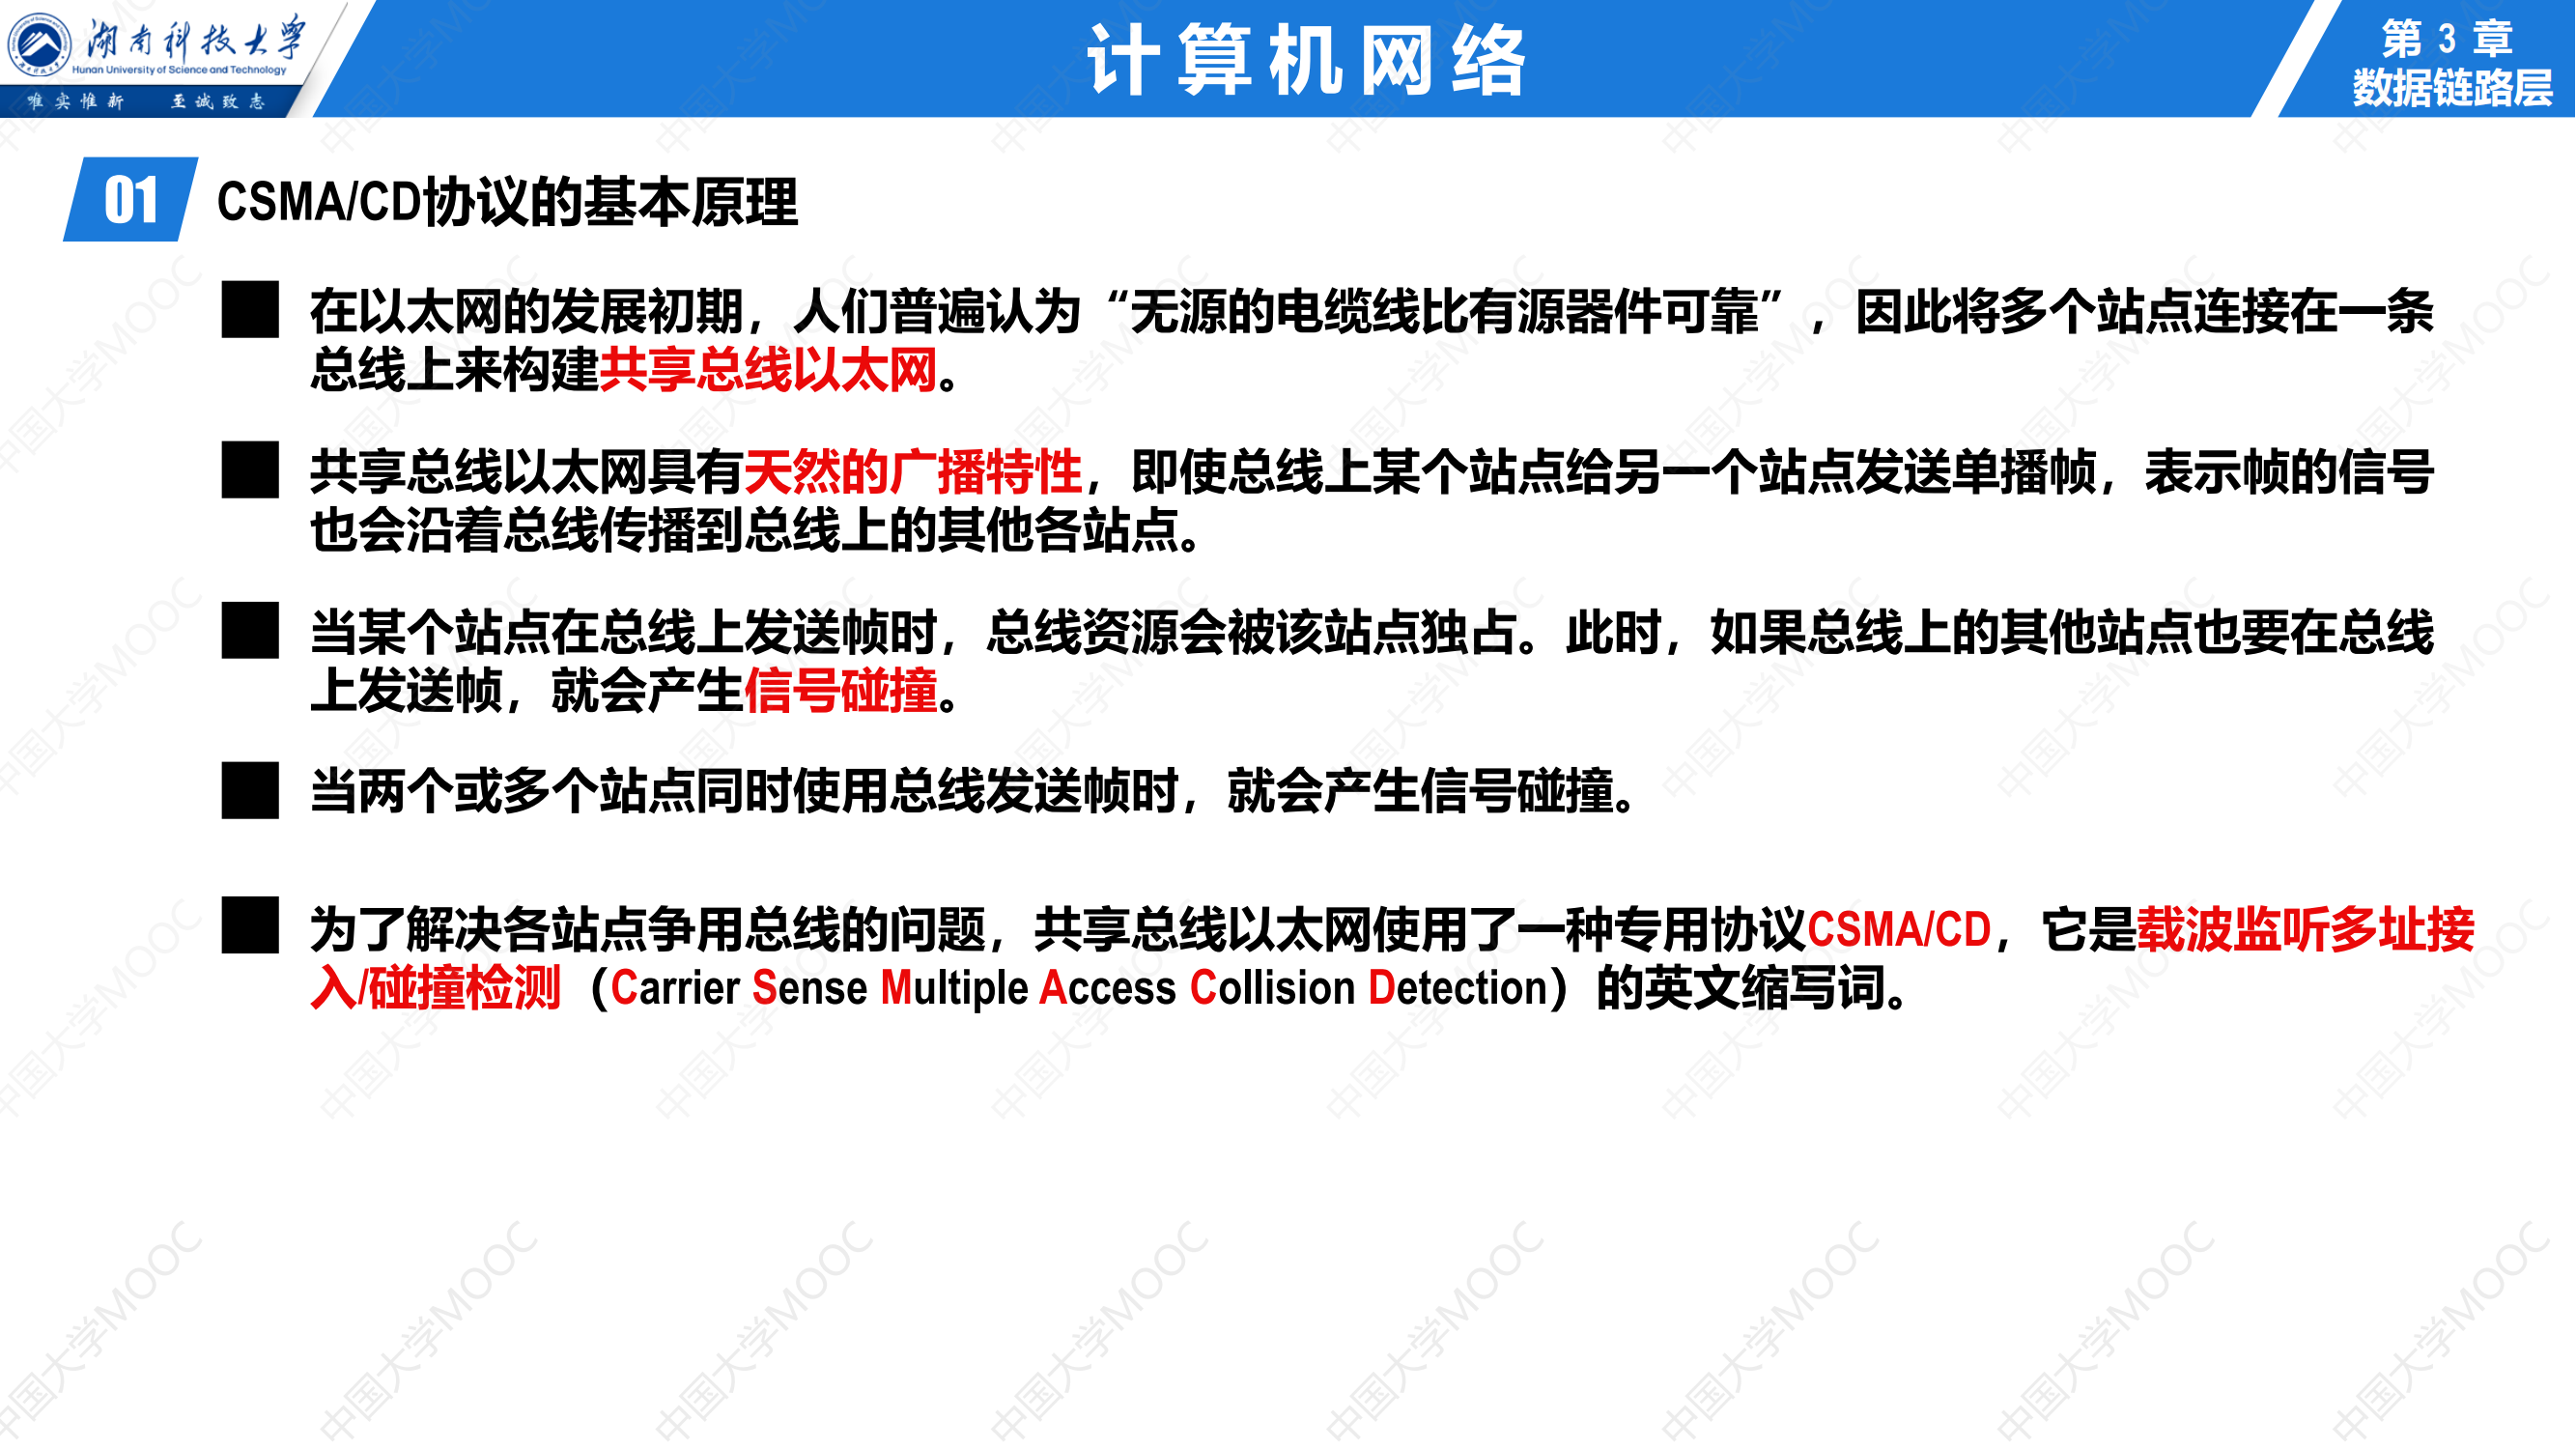 湖南科技大学
Hunan University of Science and Technology
唯实惟新 至诚致志
计算机网络
第 3 章
数据链路层
01 CSMA/CD协议的基本原理
在以太网的发展初期，人们普遍认为“无源的电缆线比有源器件可靠”，因此将多个站点连接在一条
总线上来构建共享总线以太网。
共享总线以太网具有天然的广播特性，即使总线上某个站点给另一个站点发送单播帧，表示帧的信号
也会沿着总线传播到总线上的其他各站点。
当某个站点在总线上发送帧时，总线资源会被该站点独占。此时，如果总线上的其他站点也要在总线
上发送帧，就会产生信号碰撞。
当两个或多个站点同时使用总线发送帧时，就会产生信号碰撞。
为了解决各站点争用总线的问题，共享总线以太网使用了一种专用协议CSMA/CD，它是载波监听多址接
入/碰撞检测（Carrier Sense Multiple Access Collision Detection）的英文缩写词。
中国大学MOOC